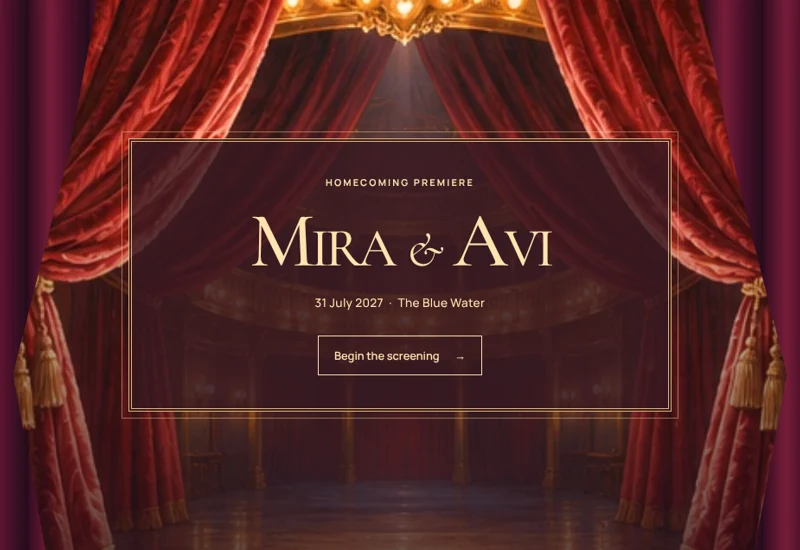 HOMECOMING PREMIERE
MIRA & AVI
31 July 2027 · The Blue Water
Begin the screening →